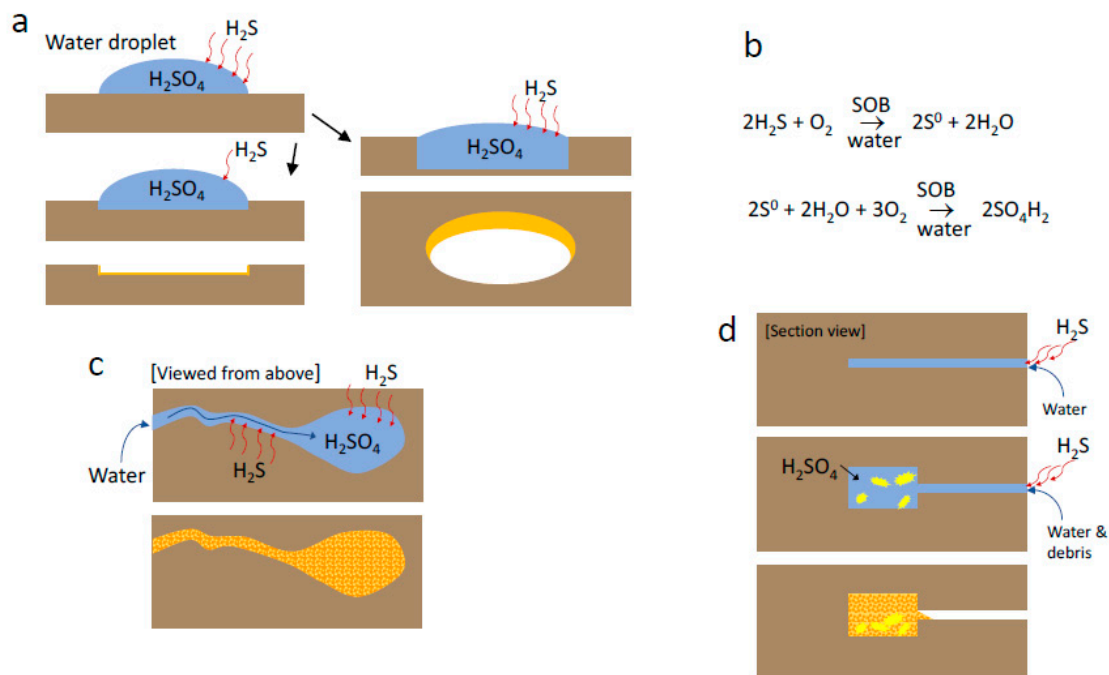 a
Water droplet
H₂S
H₂SO₄
H₂S
H₂SO₄
H₂S
H₂SO₄
b
2H₂S + O₂ SOB → water 2S⁰ + 2H₂O
2S⁰ + 2H₂O + 3O₂ SOB → water 2SO₄H₂
c
[Viewed from above]
H₂S
H₂SO₄
Water
H₂S
d
[Section view]
H₂S
Water
H₂S
H₂SO₄
Water &
debris